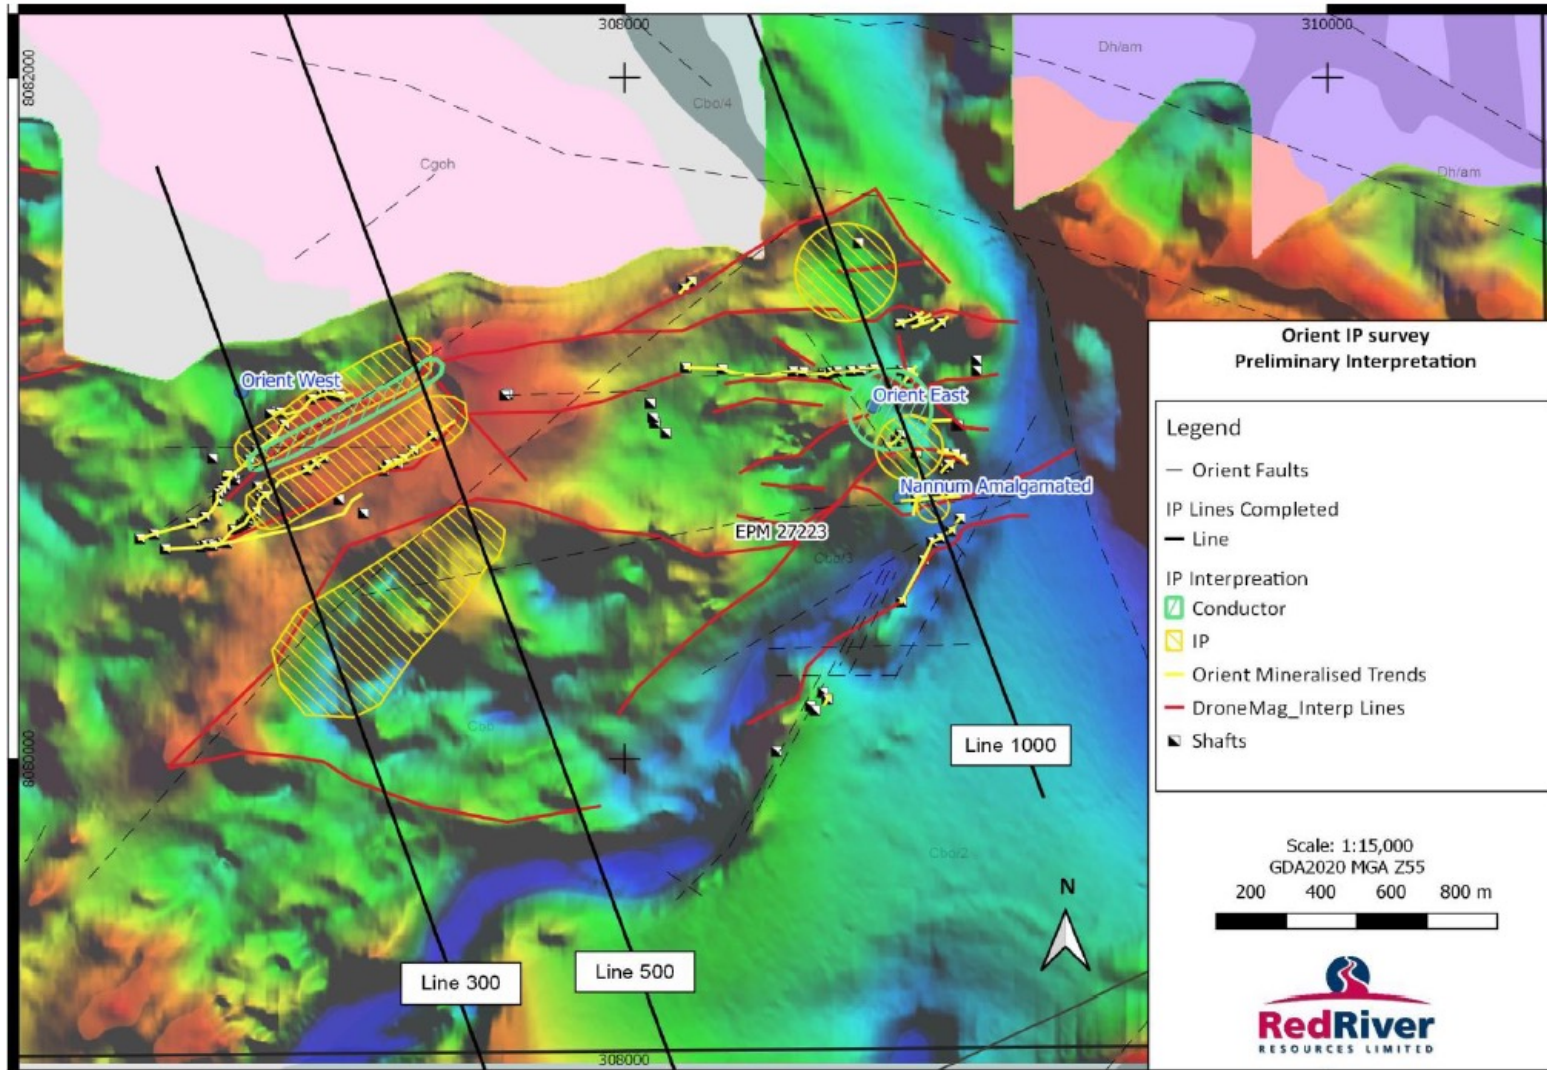 308000
310000
8082000
Dh/am
Cbo/4
Cgoh
Dh/am
Orient West
Orient East
Nannum Amalgamated
EPM 27223
Cbo/3
Cbo/2
8080000
Line 1000
Line 500
Line 300
308000
Orient IP survey
Preliminary Interpretation
Legend
Orient Faults
IP Lines Completed
Line
IP Interpreation
Conductor
IP
Orient Mineralised Trends
DroneMag_Interp Lines
Shafts
Scale: 1:15,000
GDA2020 MGA Z55
200 400 600 800 m
N
RedRiver
RESOURCES LIMITED